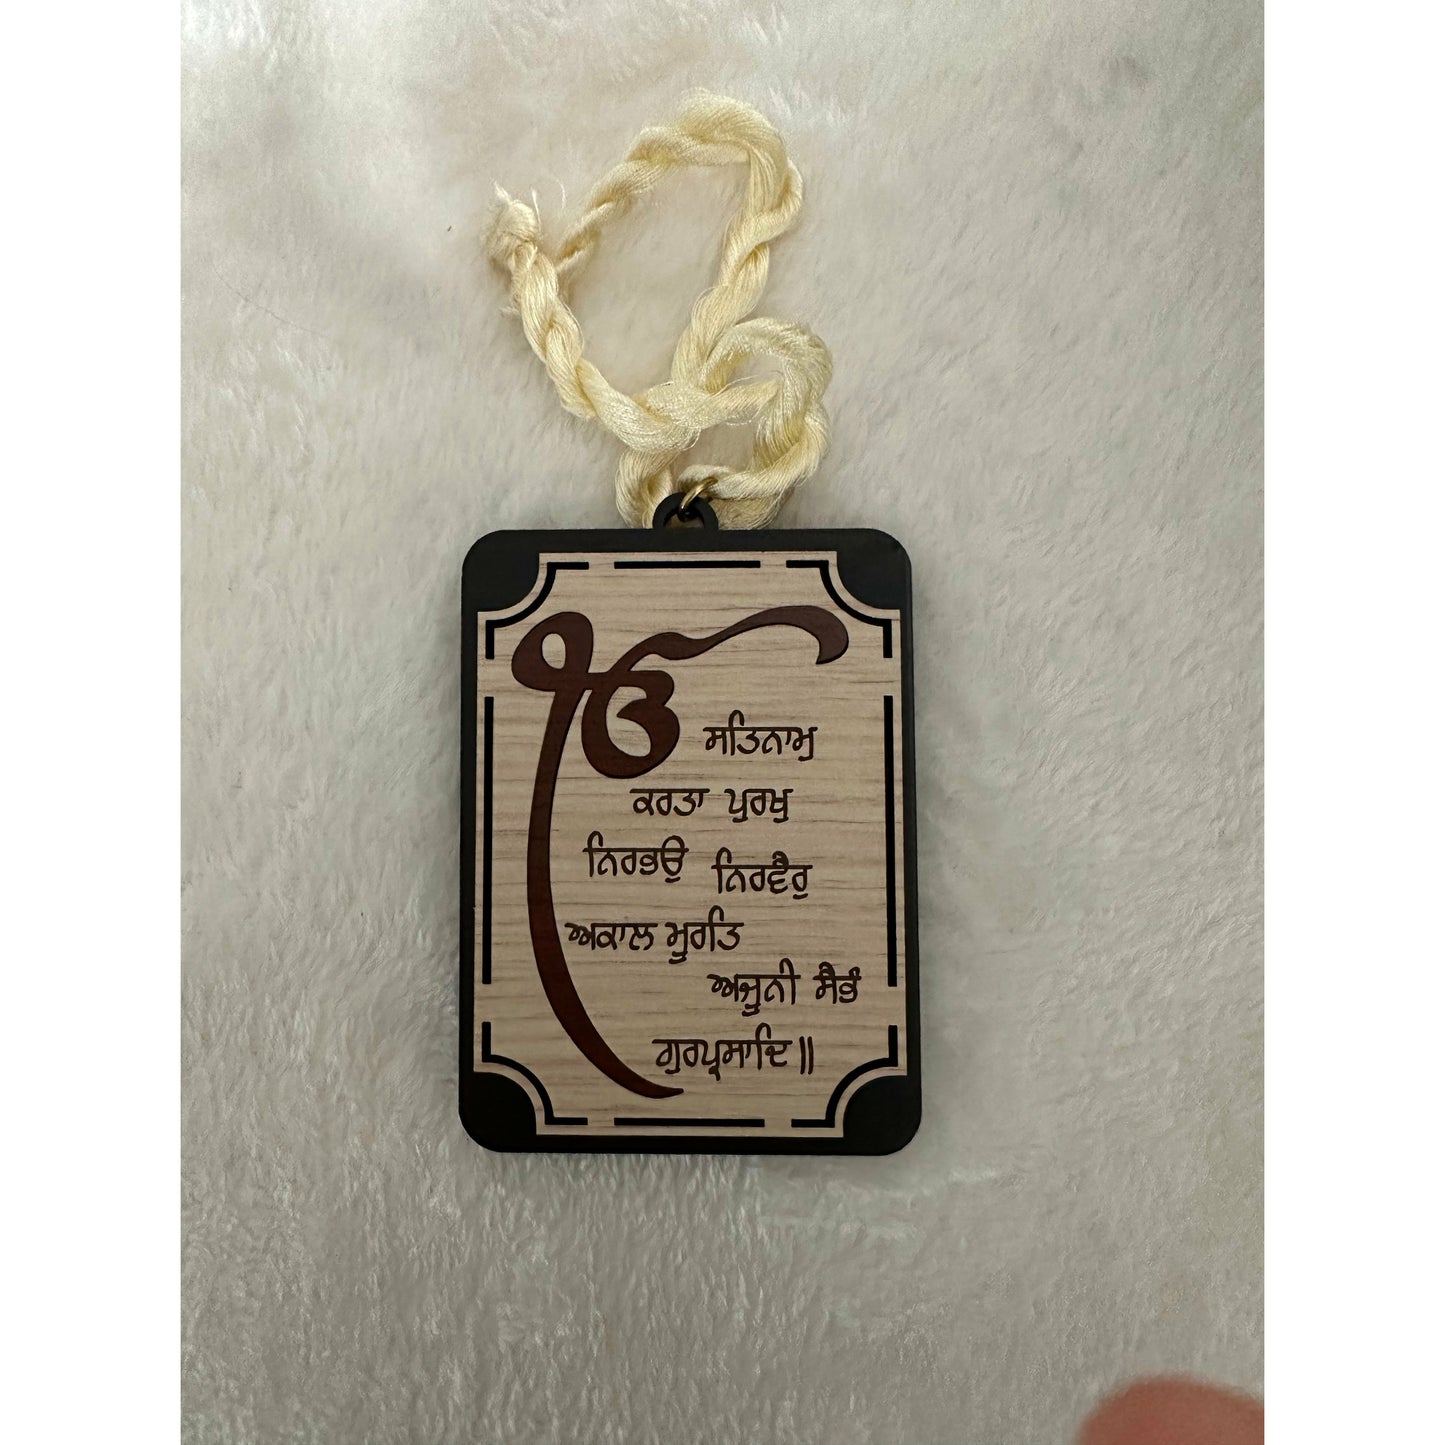 ੴ
ਸਤਿਨਾਮੁ
ਕਰਤਾ ਪੁਰਖੁ
ਨਿਰਭਉ ਨਿਰਵੈਰੁ
ਅਕਾਲ ਮੂਰਤਿ
ਅਜੂਨੀ ਸੈਭੰ
ਗੁਰਪ੍ਰਸਾਦਿ॥